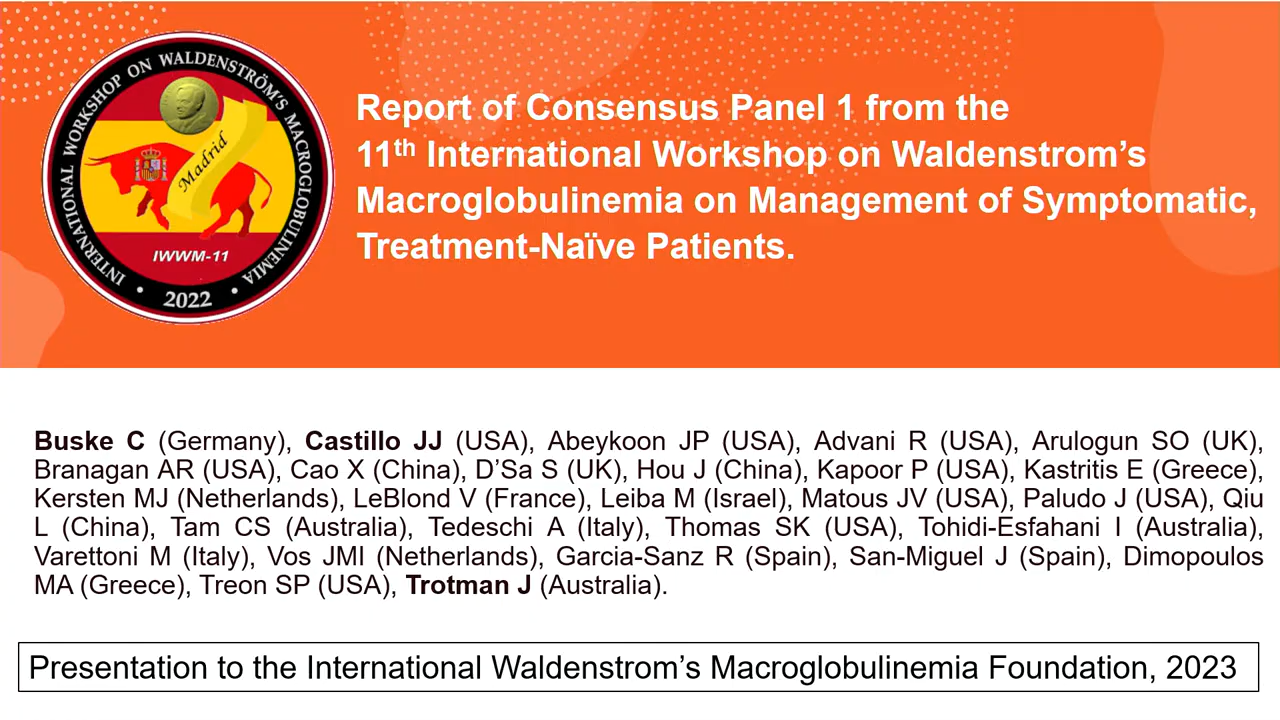 INTERNATIONAL WORKSHOP ON WALDENSTRÖM'S MACROGLOBULINEMIA
Madrid
IWWM-11
• 2022 •
Report of Consensus Panel 1 from the
11th International Workshop on Waldenstrom’s
Macroglobulinemia on Management of Symptomatic,
Treatment-Naïve Patients.
Buske C (Germany), Castillo JJ (USA), Abeykoon JP (USA), Advani R (USA), Arulogun SO (UK),
Branagan AR (USA), Cao X (China), D’Sa S (UK), Hou J (China), Kapoor P (USA), Kastritis E (Greece),
Kersten MJ (Netherlands), LeBlond V (France), Leiba M (Israel), Matous JV (USA), Paludo J (USA), Qiu
L (China), Tam CS (Australia), Tedeschi A (Italy), Thomas SK (USA), Tohidi-Esfahani I (Australia),
Varettoni M (Italy), Vos JMI (Netherlands), Garcia-Sanz R (Spain), San-Miguel J (Spain), Dimopoulos
MA (Greece), Treon SP (USA), Trotman J (Australia).
Presentation to the International Waldenstrom’s Macroglobulinemia Foundation, 2023